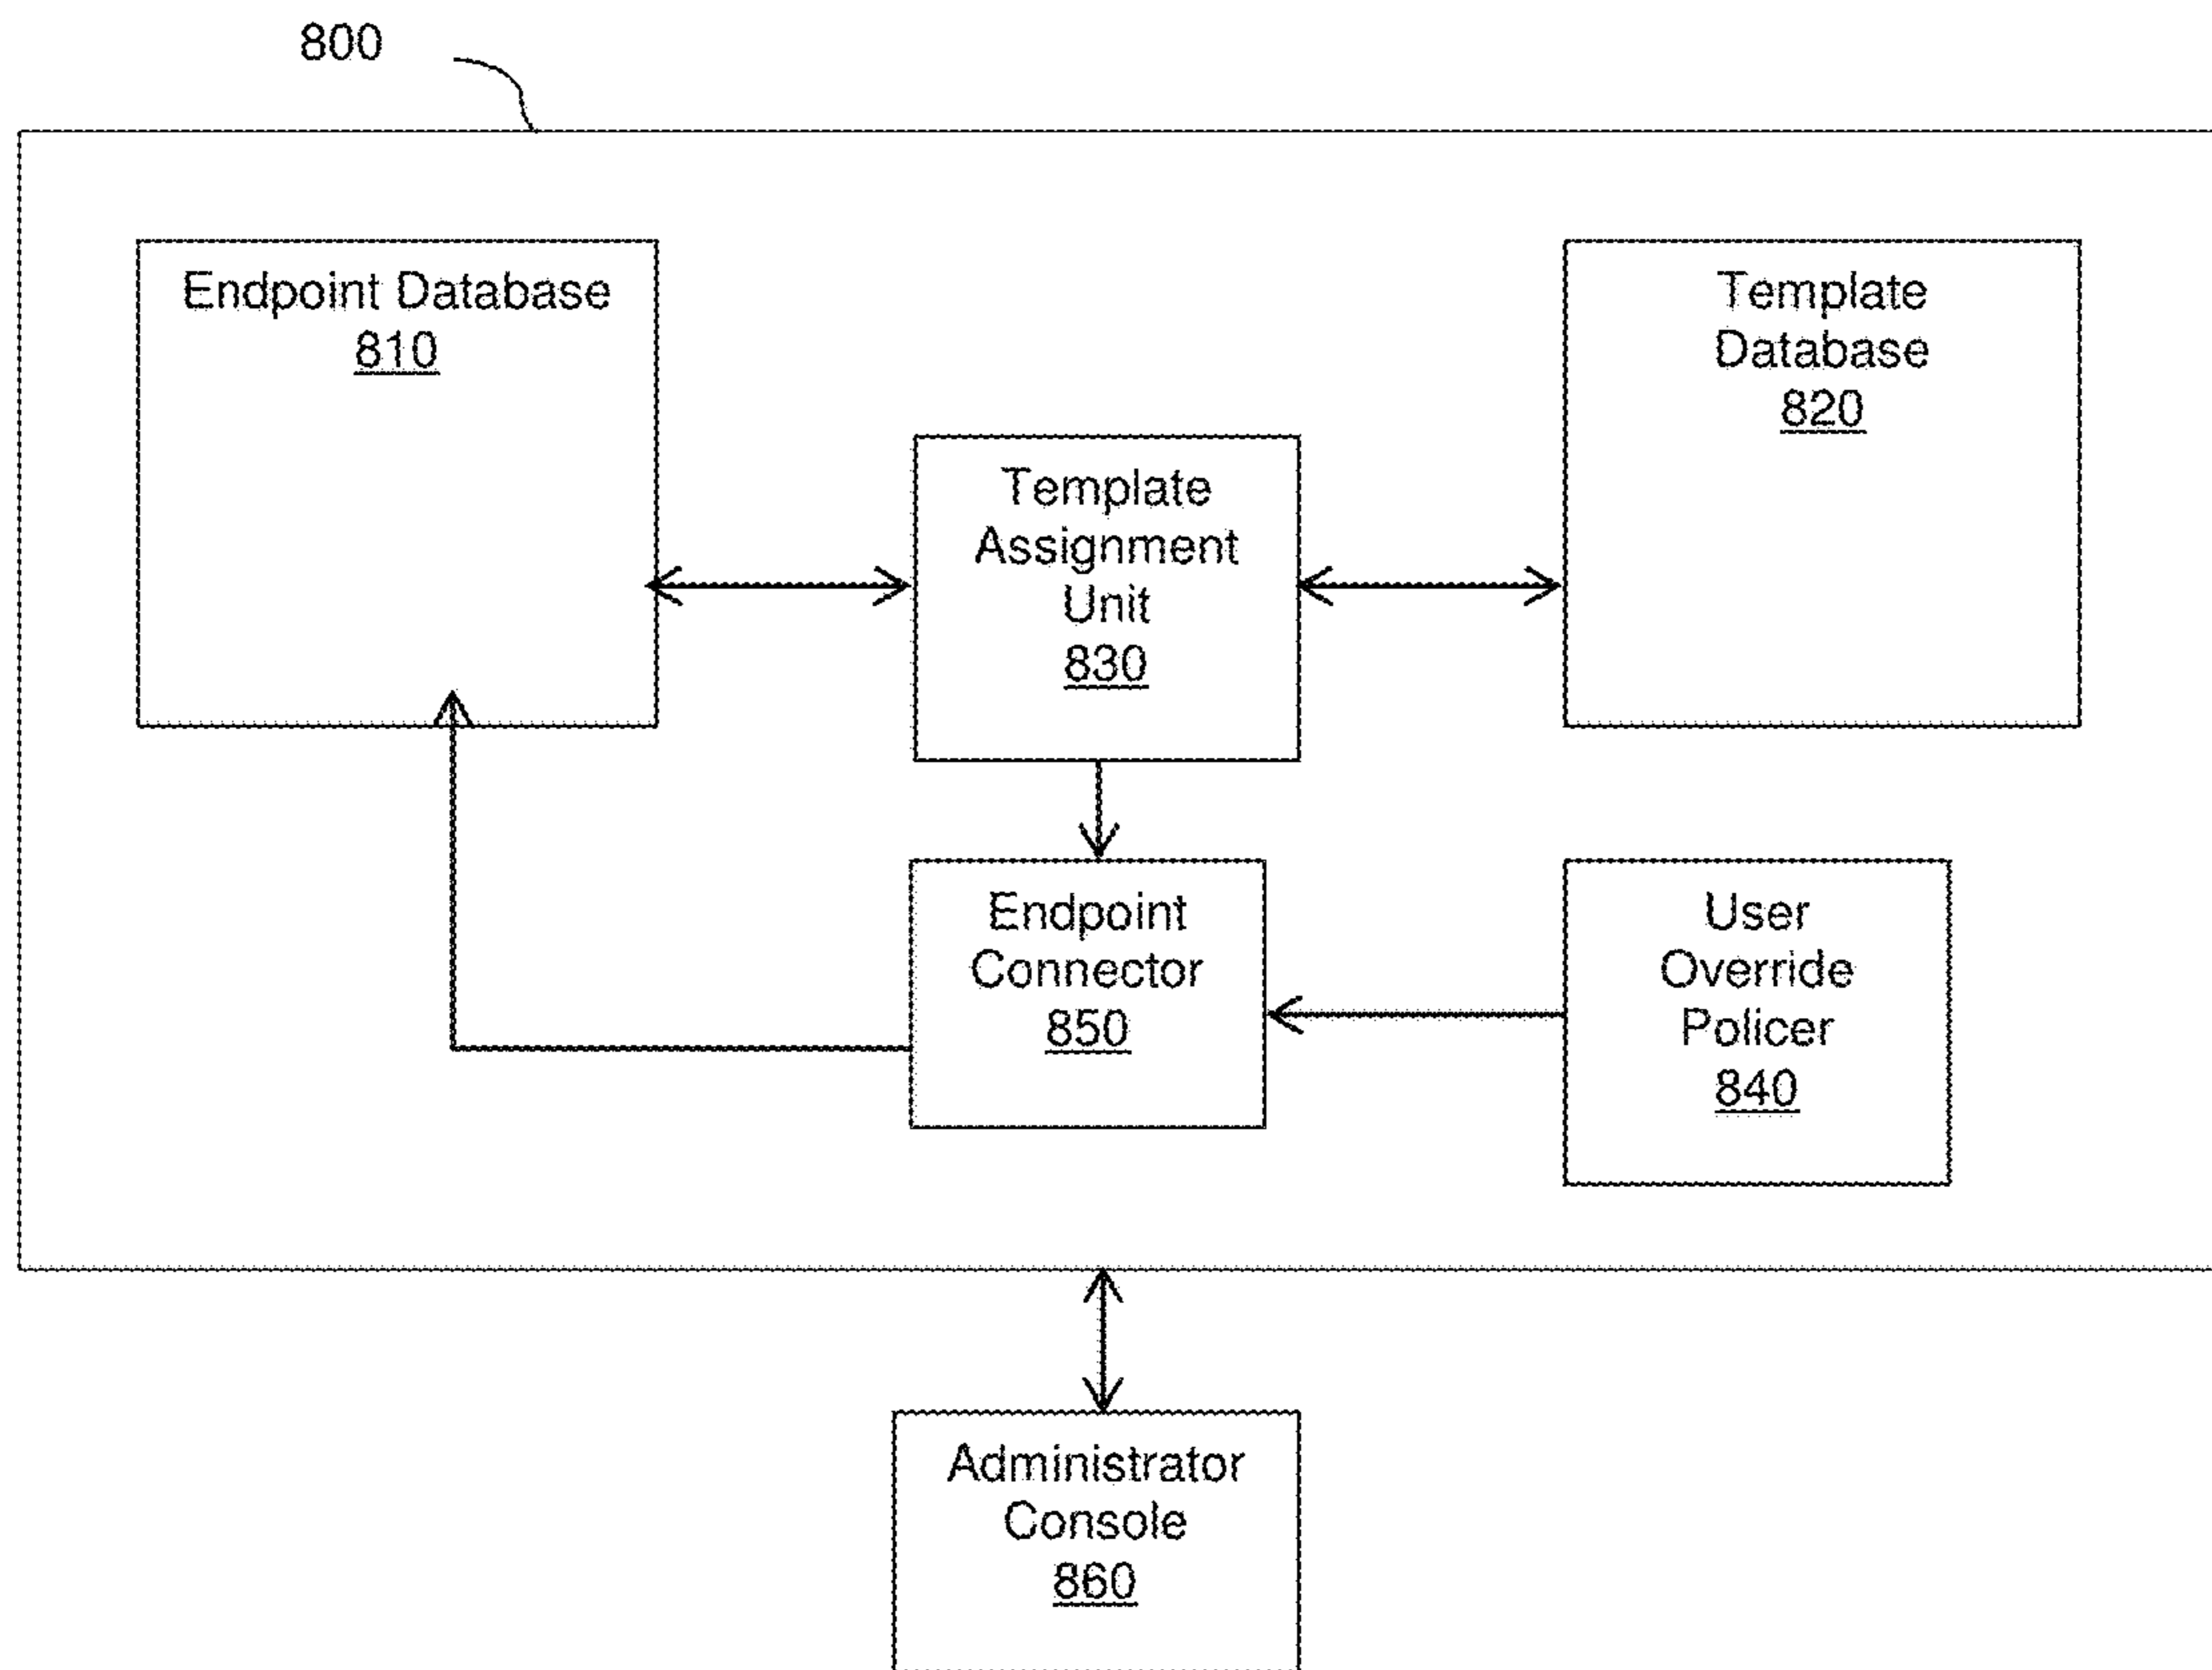 800
Endpoint Database
810
Template
Database
820
Template
Assignment
Unit
830
Endpoint
Connector
850
User
Override
Policer
840
Administrator
Console
860